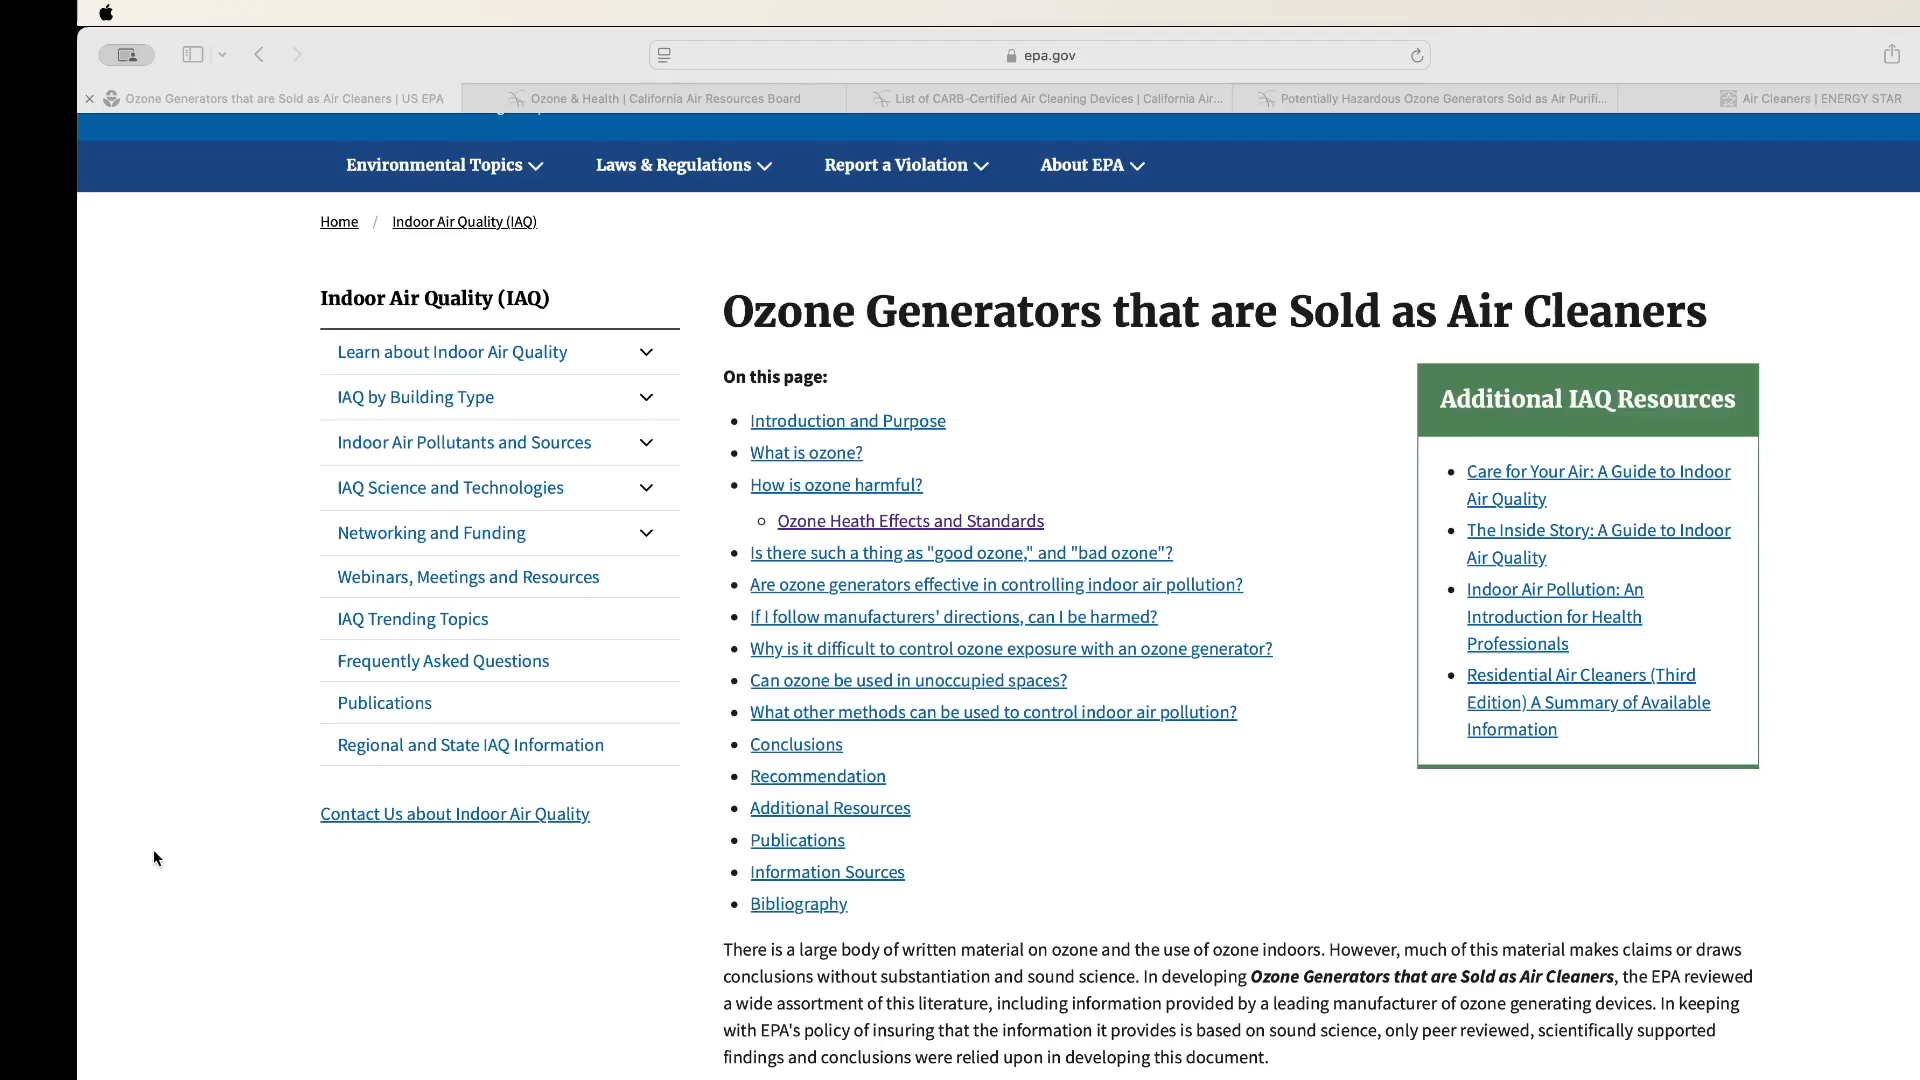 epa.gov
Ozone Generators that are Sold as Air Cleaners | US EPA
Ozone & Health | California Air Resources Board
List of CARB-Certified Air Cleaning Devices | California Air...
Potentially Hazardous Ozone Generators Sold as Air Purifi...
Air Cleaners | ENERGY STAR
Environmental Topics
Laws & Regulations
Report a Violation
About EPA
Home / Indoor Air Quality (IAQ)
Indoor Air Quality (IAQ)
Learn about Indoor Air Quality
IAQ by Building Type
Indoor Air Pollutants and Sources
IAQ Science and Technologies
Networking and Funding
Webinars, Meetings and Resources
IAQ Trending Topics
Frequently Asked Questions
Publications
Regional and State IAQ Information
Contact Us about Indoor Air Quality
Ozone Generators that are Sold as Air Cleaners
On this page:
Introduction and Purpose
What is ozone?
How is ozone harmful?
Ozone Heath Effects and Standards
Is there such a thing as "good ozone," and "bad ozone"?
Are ozone generators effective in controlling indoor air pollution?
If I follow manufacturers' directions, can I be harmed?
Why is it difficult to control ozone exposure with an ozone generator?
Can ozone be used in unoccupied spaces?
What other methods can be used to control indoor air pollution?
Conclusions
Recommendation
Additional Resources
Publications
Information Sources
Bibliography
Additional IAQ Resources
Care for Your Air: A Guide to Indoor
Air Quality
The Inside Story: A Guide to Indoor
Air Quality
Indoor Air Pollution: An
Introduction for Health
Professionals
Residential Air Cleaners (Third
Edition) A Summary of Available
Information
There is a large body of written material on ozone and the use of ozone indoors. However, much of this material makes claims or draws
conclusions without substantiation and sound science. In developing Ozone Generators that are Sold as Air Cleaners, the EPA reviewed
a wide assortment of this literature, including information provided by a leading manufacturer of ozone generating devices. In keeping
with EPA's policy of insuring that the information it provides is based on sound science, only peer reviewed, scientifically supported
findings and conclusions were relied upon in developing this document.